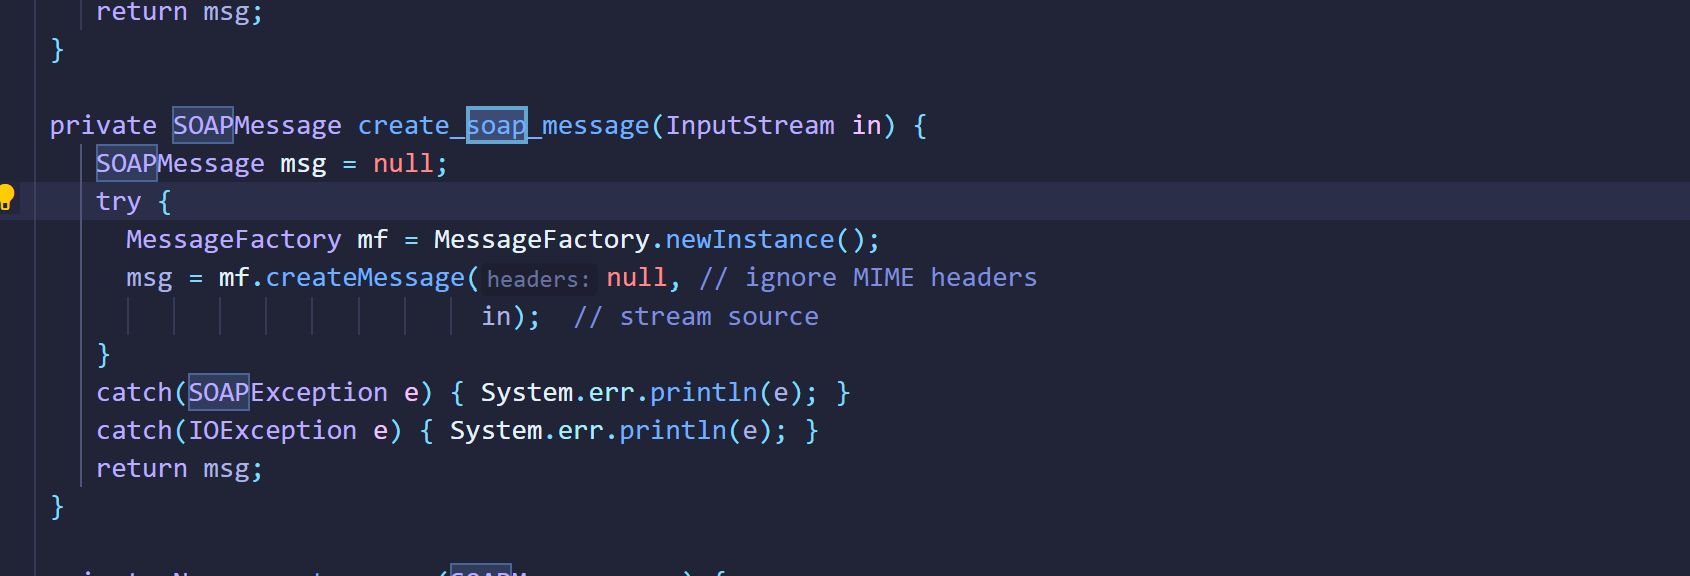 return msg;
}
private SOAPMessage create_soap_message(InputStream in) {
SOAPMessage msg = null;
try {
MessageFactory mf = MessageFactory.newInstance();
msg = mf.createMessage(headers: null, // ignore MIME headers
in);  // stream source
}
catch(SOAPException e) { System.err.println(e); }
catch(IOException e) { System.err.println(e); }
return msg;
}